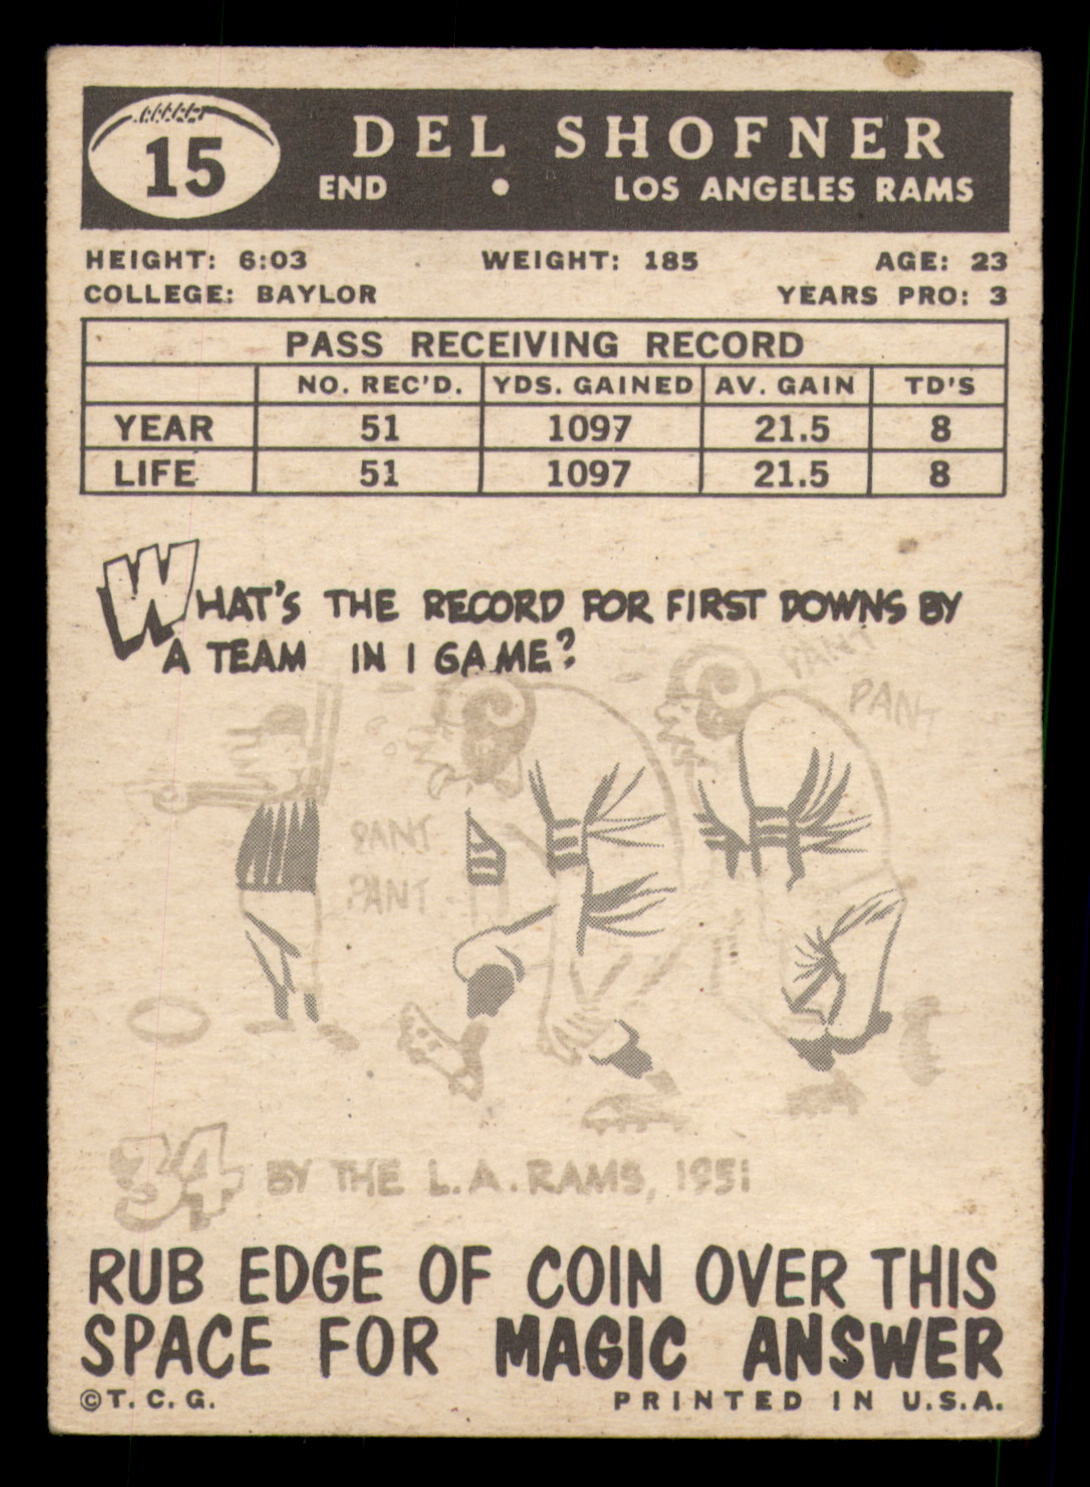 15
DEL SHOFNER
END • LOS ANGELES RAMS
HEIGHT: 6:03 WEIGHT: 185 AGE: 23
COLLEGE: BAYLOR YEARS PRO: 3
PASS RECEIVING RECORD
NO. REC'D. YDS. GAINED AV. GAIN TD'S
YEAR 51 1097 21.5 8
LIFE 51 1097 21.5 8
WHAT'S THE RECORD FOR FIRST DOWNS BY
A TEAM IN 1 GAME?
PANT
PANT
PANT
PANT
34 BY THE L.A. RAMS, 1951
RUB EDGE OF COIN OVER THIS
SPACE FOR MAGIC ANSWER
©T. C. G. PRINTED IN U.S.A.